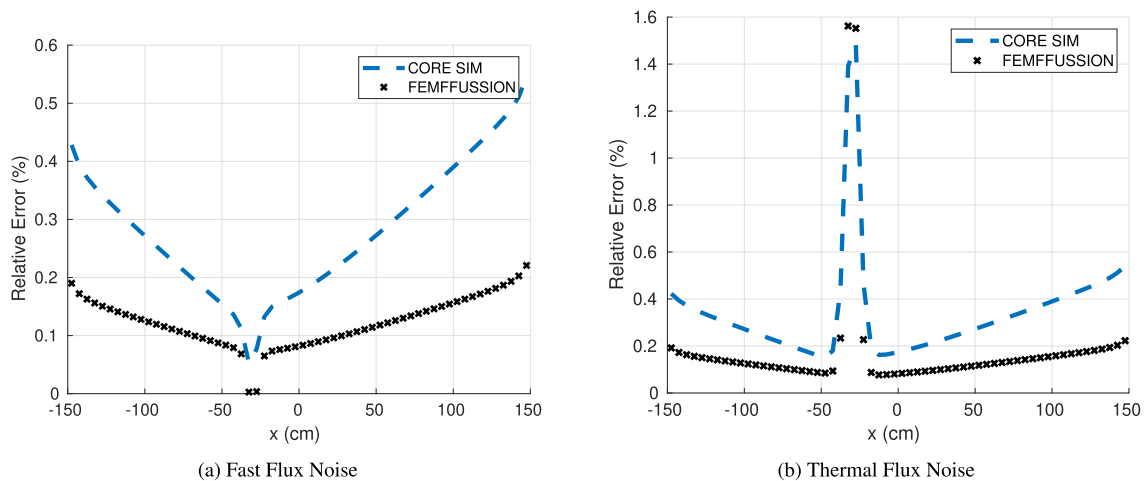 0.6
0.5
0.4
0.3
0.2
0.1
0
Relative Error (%)
CORE SIM
FEMFFUSSION
-150 -100 -50 0 50 100 150
x (cm)
(a) Fast Flux Noise
1.6
1.4
1.2
1
0.8
0.6
0.4
0.2
0
Relative Error (%)
CORE SIM
FEMFFUSSION
-150 -100 -50 0 50 100 150
x (cm)
(b) Thermal Flux Noise